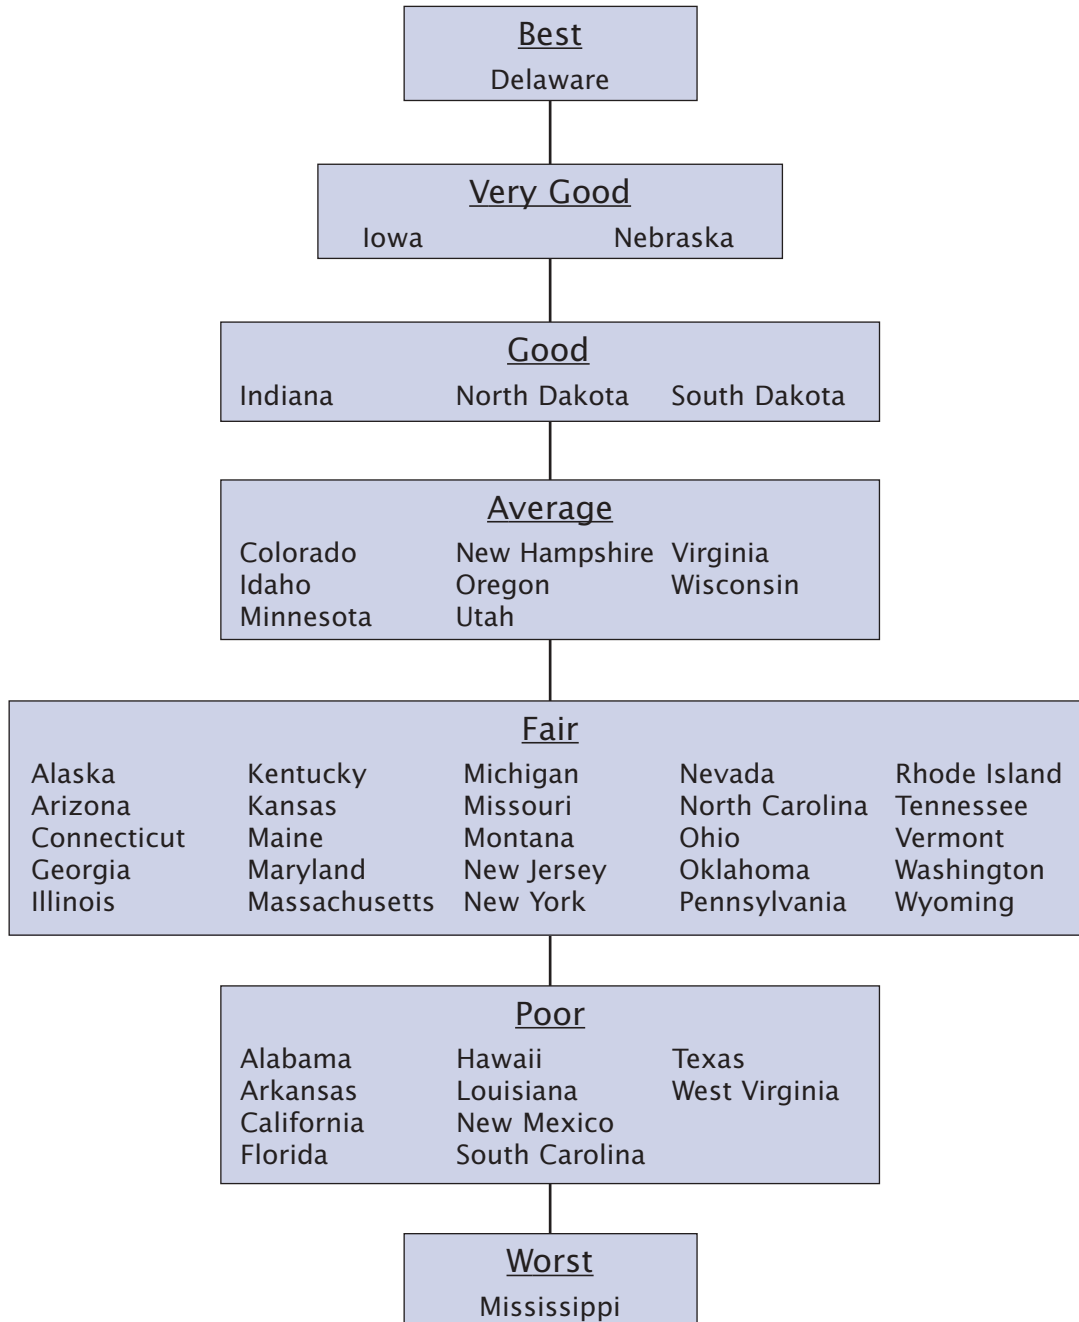 Best
Delaware
Very Good
Iowa Nebraska
Good
Indiana North Dakota South Dakota
Average
Colorado New Hampshire Virginia
Idaho Oregon Wisconsin
Minnesota Utah
Fair
Alaska Kentucky Michigan Nevada Rhode Island
Arizona Kansas Missouri North Carolina Tennessee
Connecticut Maine Montana Ohio Vermont
Georgia Maryland New Jersey Oklahoma Washington
Illinois Massachusetts New York Pennsylvania Wyoming
Poor
Alabama Hawaii Texas
Arkansas Louisiana West Virginia
California New Mexico
Florida South Carolina
Worst
Mississippi